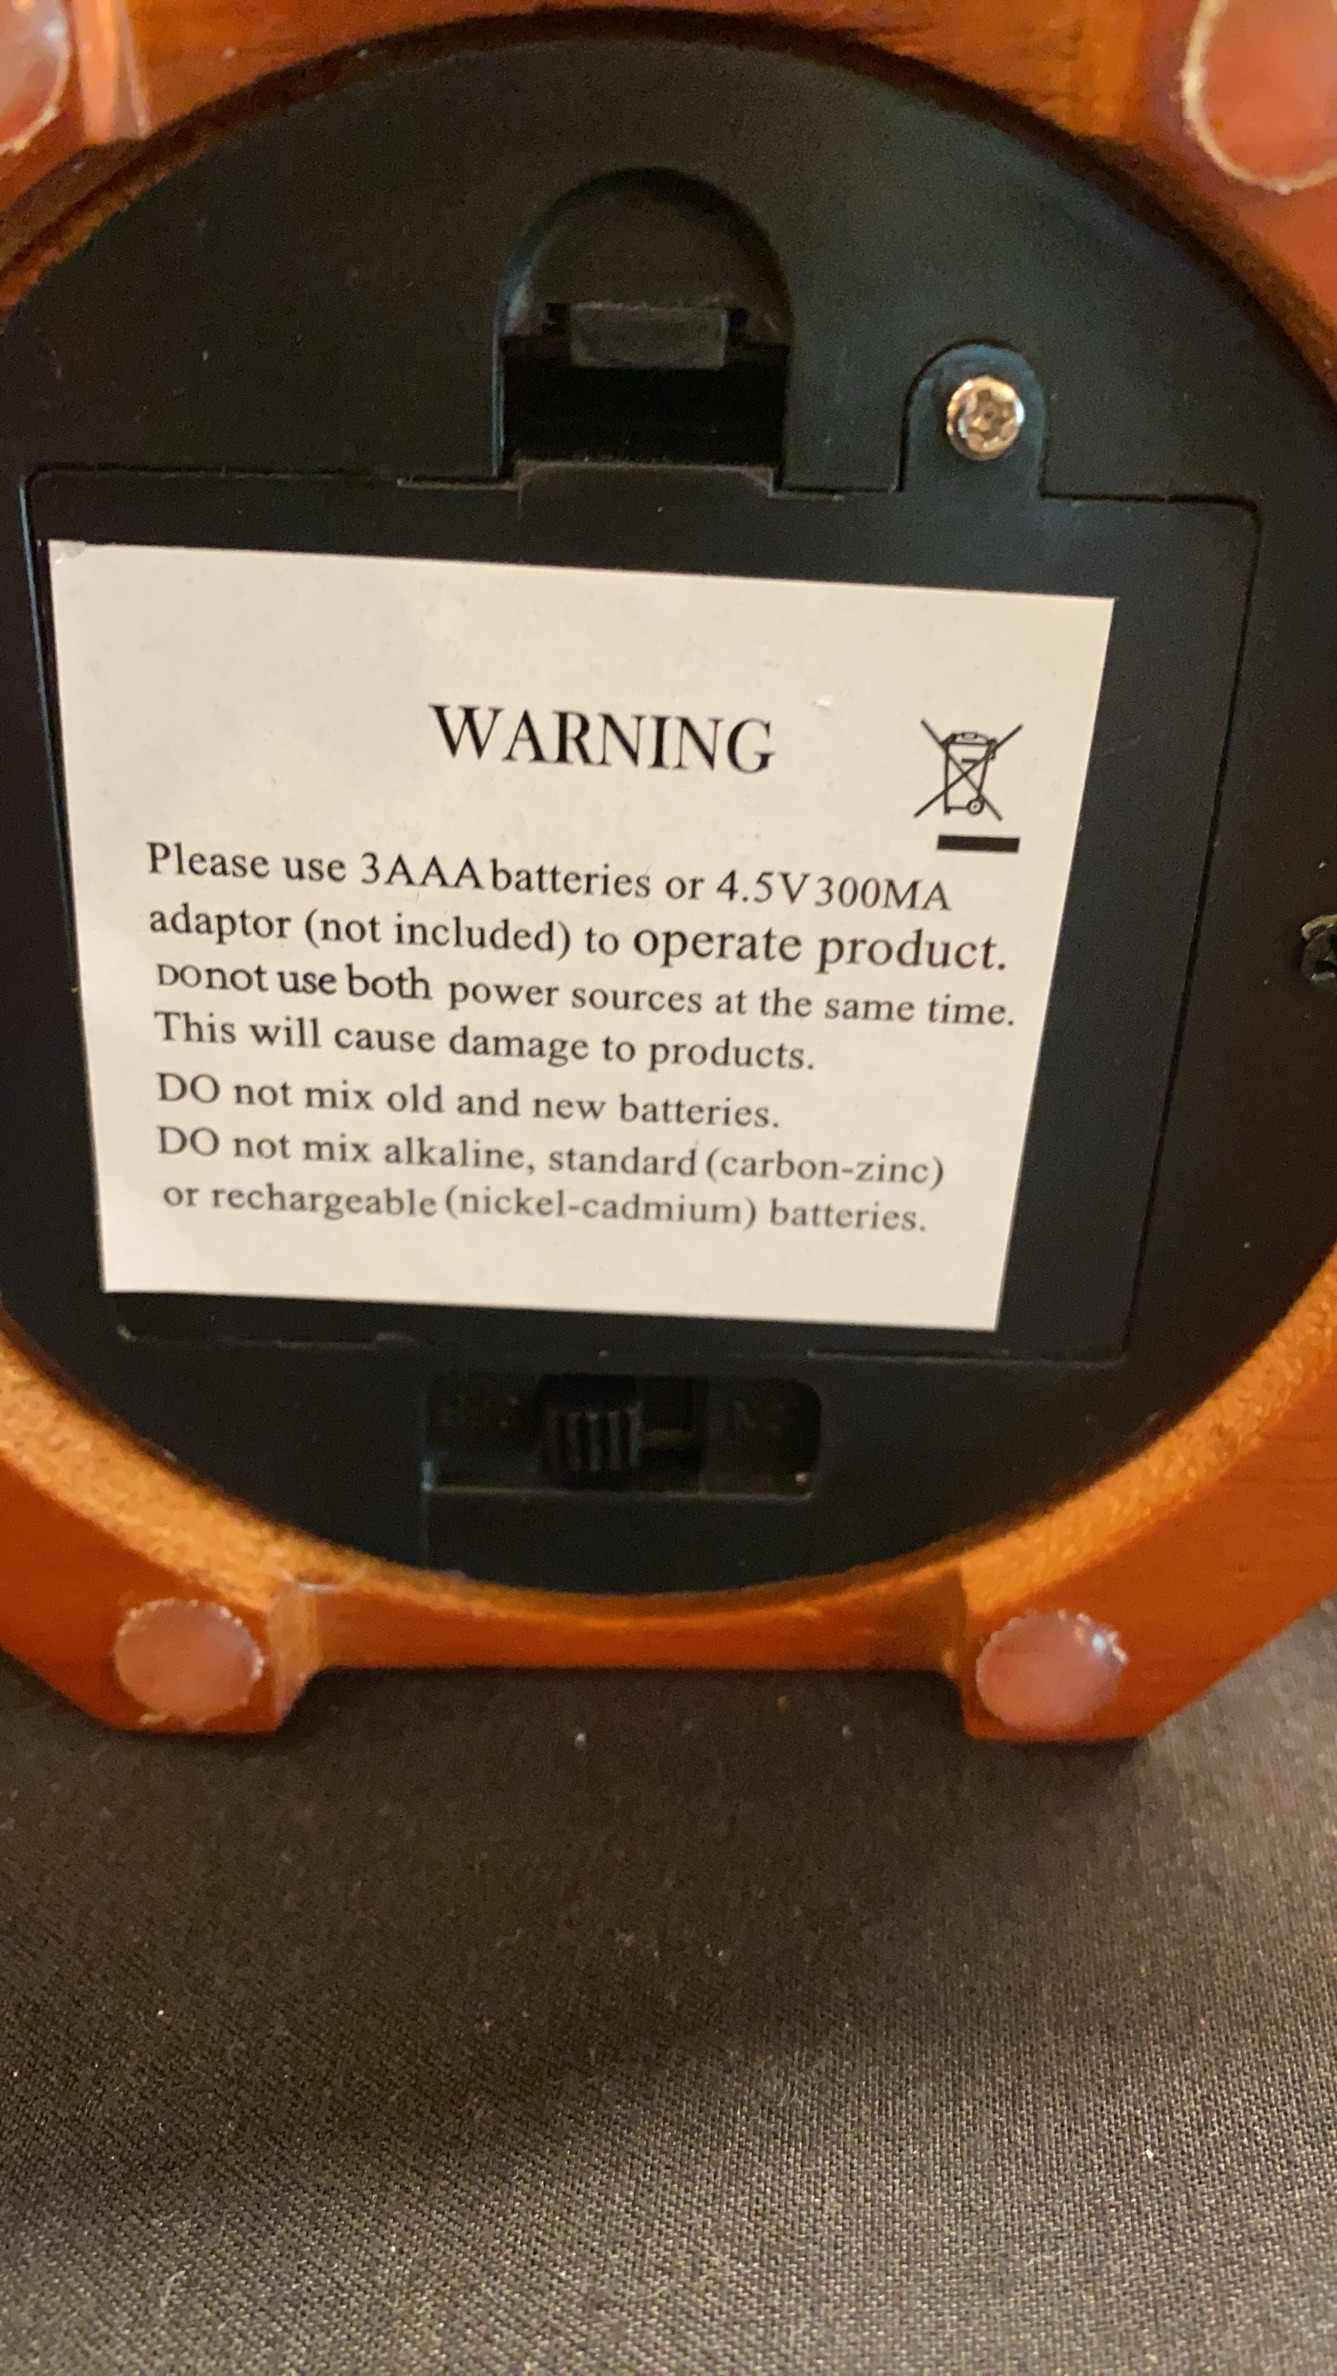 WARNING
Please use 3AAA batteries or 4.5V 300MA
adaptor (not included) to operate product.
DOnot use both power sources at the same time.
This will cause damage to products.
DO not mix old and new batteries.
DO not mix alkaline, standard (carbon-zinc)
or rechargeable (nickel-cadmium) batteries.